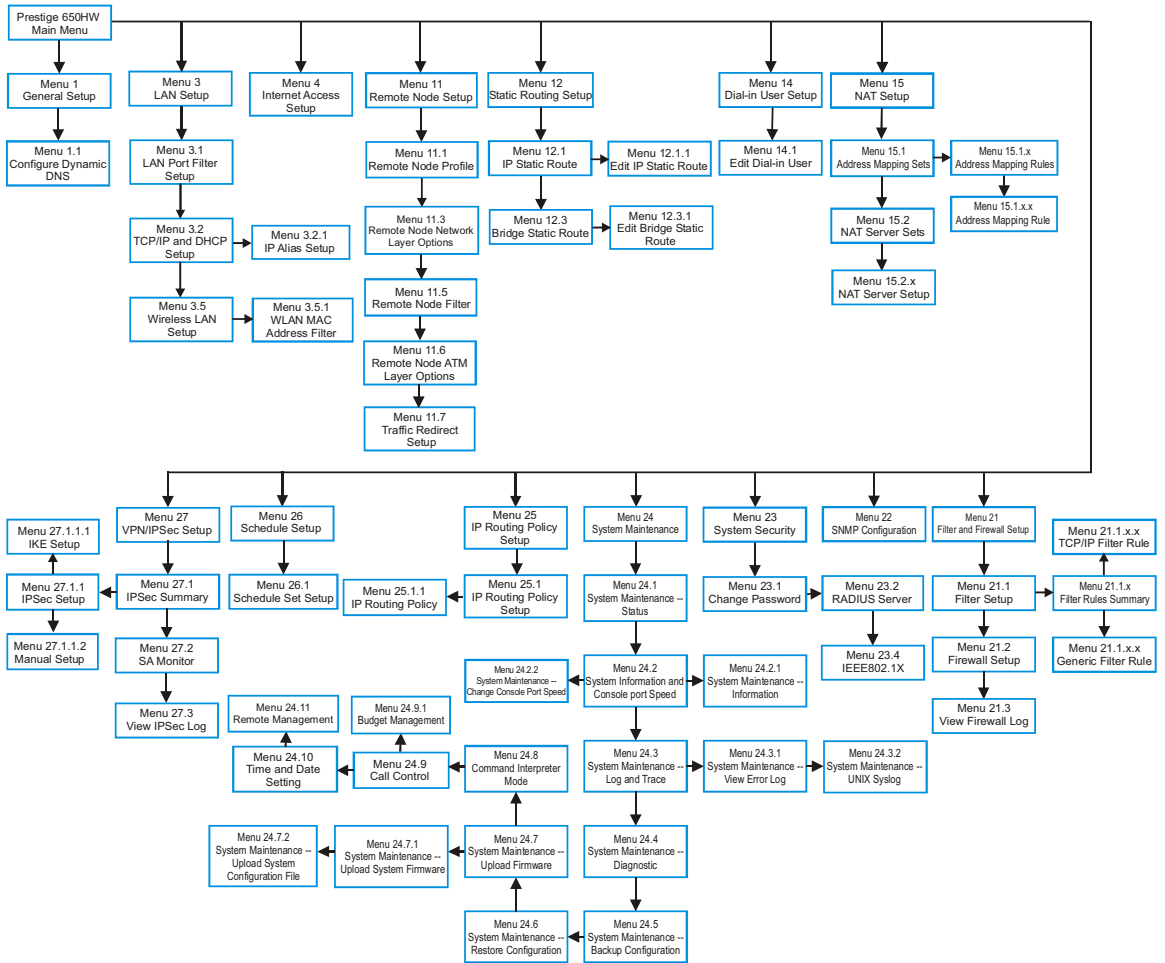 Prestige 650HW
Main Menu
Menu 1
General Setup
Menu 3
LAN Setup
Menu 4
Internet Access
Setup
Menu 11
Remote Node Setup
Menu 12
Static Routing Setup
Menu 14
Dial-in User Setup
Menu 15
NAT Setup
Menu 1.1
Configure Dynamic
DNS
Menu 3.1
LAN Port Filter
Setup
Menu 11.1
Remote Node Profile
Menu 12.1
IP Static Route
Menu 12.1.1
Edit IP Static Route
Menu 14.1
Edit Dial-in User
Menu 15.1
Address Mapping Sets
Menu 15.1.x
Address Mapping Rules
Menu 15.1.x.x
Address Mapping Rule
Menu 3.2
TCP/IP and DHCP
Setup
Menu 3.2.1
IP Alias Setup
Menu 11.3
Remote Node Network
Layer Options
Menu 12.3
Bridge Static Route
Menu 12.3.1
Edit Bridge Static
Route
Menu 15.2
NAT Server Sets
Menu 15.2.x
NAT Server Setup
Menu 3.5
Wireless LAN
Setup
Menu 3.5.1
WLAN MAC
Address Filter
Menu 11.5
Remote Node Filter
Menu 11.6
Remote Node ATM
Layer Options
Menu 11.7
Traffic Redirect
Setup
Menu 27.1.1.1
IKE Setup
Menu 27
VPN/IPSec Setup
Menu 26
Schedule Setup
Menu 25
IP Routing Policy
Setup
Menu 24
System Maintenance
Menu 23
System Security
Menu 22
SNMP Configuration
Menu 21
Filter and Firewall Setup
Menu 21.1.x.x
TCP/IP Filter Rule
Menu 27.1.1
IPSec Setup
Menu 27.1
IPSec Summary
Menu 26.1
Schedule Set Setup
Menu 25.1.1
IP Routing Policy
Menu 25.1
IP Routing Policy
Setup
Menu 24.1
System Maintenance --
Status
Menu 23.1
Change Password
Menu 23.2
RADIUS Server
Menu 21.1
Filter Setup
Menu 21.1.x
Filter Rules Summary
Menu 27.1.1.2
Manual Setup
Menu 27.2
SA Monitor
Menu 24.2.2
System Maintenance --
Change Console Port Speed
Menu 24.2
System Information and
Console port Speed
Menu 24.2.1
System Maintenance --
Information
Menu 23.4
IEEE802.1X
Menu 21.2
Firewall Setup
Menu 21.1.x.x
Generic Filter Rule
Menu 27.3
View IPSec Log
Menu 24.11
Remote Management
Menu 24.9.1
Budget Management
Menu 21.3
View Firewall Log
Menu 24.10
Time and Date
Setting
Menu 24.9
Call Control
Menu 24.8
Command Interpreter
Mode
Menu 24.3
System Maintenance --
Log and Trace
Menu 24.3.1
System Maintenance --
View Error Log
Menu 24.3.2
System Maintenance --
UNIX Syslog
Menu 24.7.2
System Maintenance --
Upload System
Configuration File
Menu 24.7.1
System Maintenance --
Upload System Firmware
Menu 24.7
System Maintenance --
Upload Firmware
Menu 24.4
System Maintenance --
Diagnostic
Menu 24.6
System Maintenance --
Restore Configuration
Menu 24.5
System Maintenance --
Backup Configuration